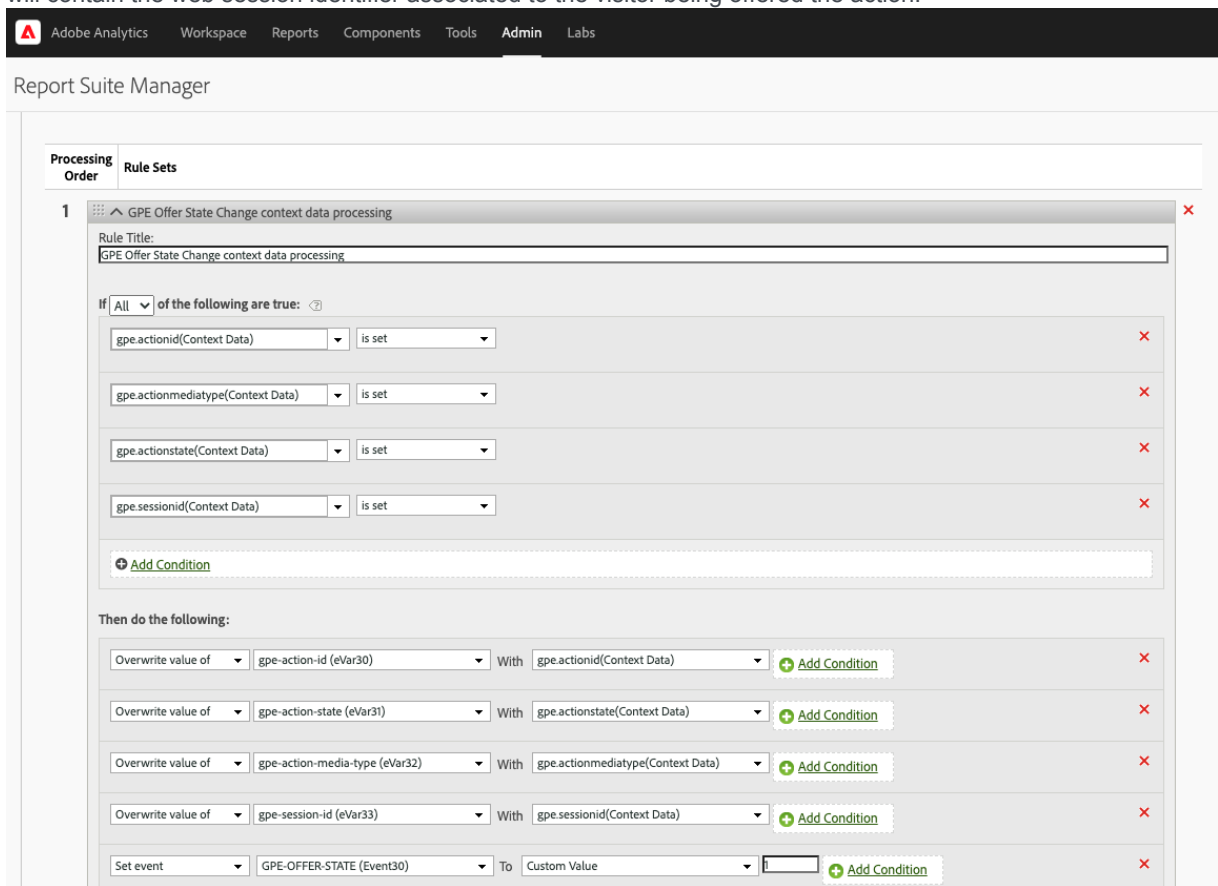 will contain the web session identifier associated to the visitor being offered the action.
Adobe Analytics Workspace Reports Components Tools Admin Labs
Report Suite Manager
Processing Order Rule Sets
1 GPE Offer State Change context data processing
Rule Title:
GPE Offer State Change context data processing
If All of the following are true:
gpe.actionid(Context Data) is set
gpe.actionmediatype(Context Data) is set
gpe.actionstate(Context Data) is set
gpe.sessionid(Context Data) is set
Add Condition
Then do the following:
Overwrite value of gpe-action-id (eVar30) With gpe.actionid(Context Data) Add Condition
Overwrite value of gpe-action-state (eVar31) With gpe.actionstate(Context Data) Add Condition
Overwrite value of gpe-action-media-type (eVar32) With gpe.actionmediatype(Context Data) Add Condition
Overwrite value of gpe-session-id (eVar33) With gpe.sessionid(Context Data) Add Condition
Set event GPE-OFFER-STATE (Event30) To Custom Value 1 Add Condition